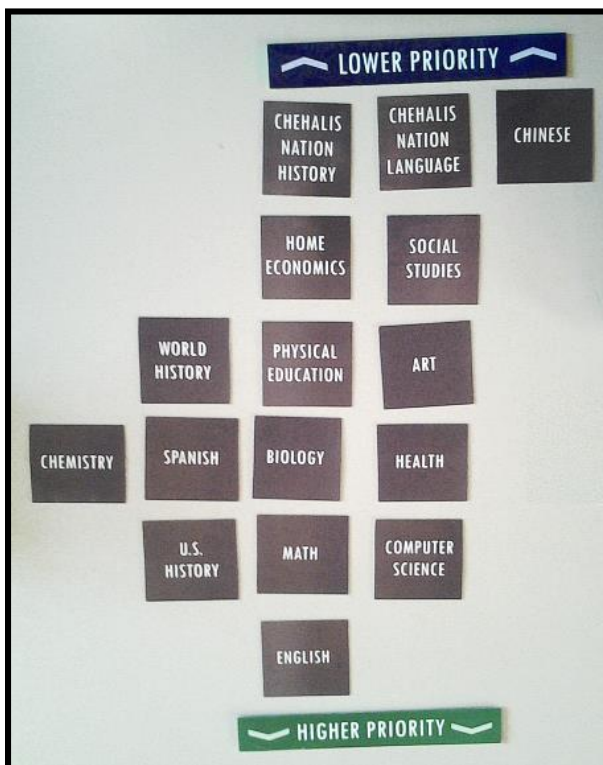 LOWER PRIORITY
CHEHALIS
NATION
HISTORY
CHEHALIS
NATION
LANGUAGE
CHINESE
HOME
ECONOMICS
SOCIAL
STUDIES
WORLD
HISTORY
PHYSICAL
EDUCATION
ART
CHEMISTRY
SPANISH
BIOLOGY
HEALTH
U.S.
HISTORY
MATH
COMPUTER
SCIENCE
ENGLISH
HIGHER PRIORITY